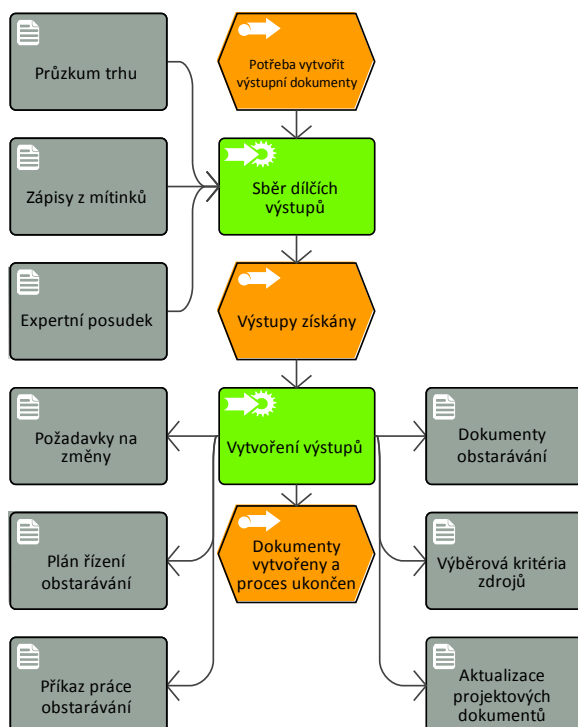 Průzkum trhu
Potřeba vytvořit
výstupní dokumenty
Zápisy z mítinků
Sběr dílčích
výstupů
Expertní posudek
Výstupy získány
Požadavky na
změny
Vytvoření výstupů
Dokumenty
obstarávání
Plán řízení
obstarávání
Dokumenty
vytvořeny a
proces ukončen
Výběrová kritéria
zdrojů
Příkaz práce
obstarávání
Aktualizace
projektových
dokumentů